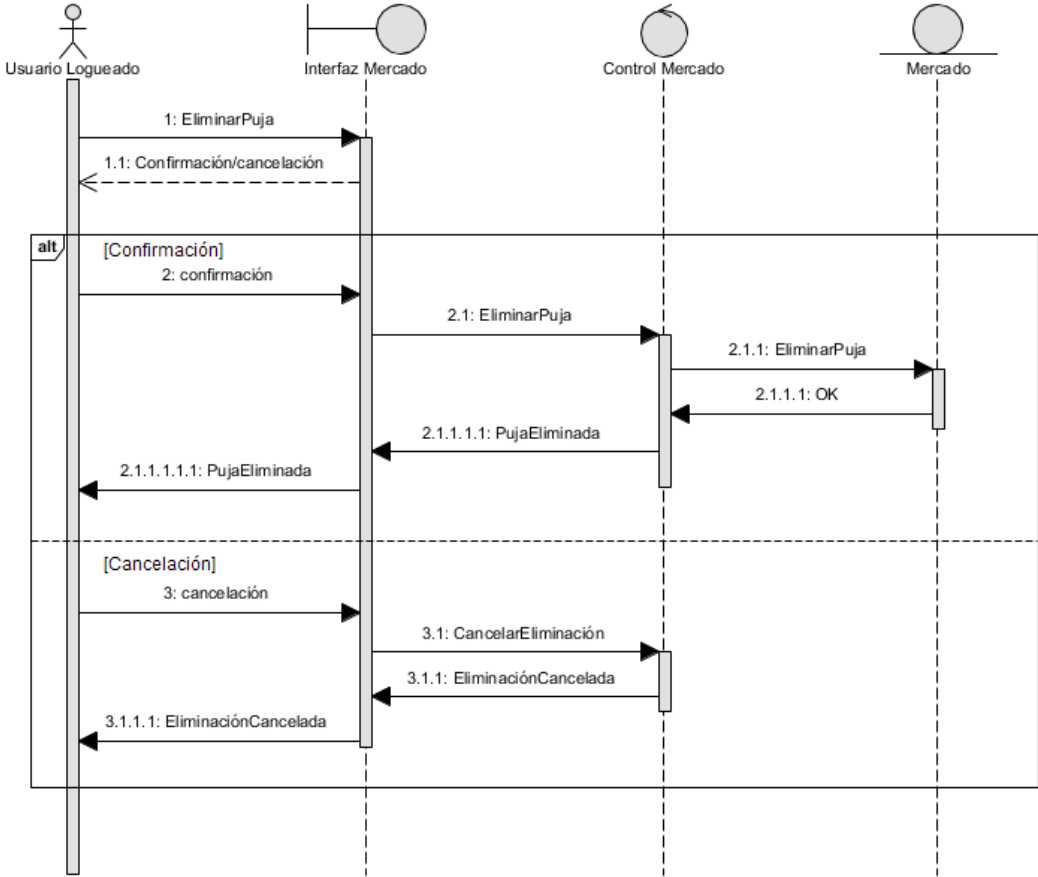 Usuario Logueado
Interfaz Mercado
Control Mercado
Mercado
1: EliminarPuja
1.1: Confirmación/cancelación
alt
[Confirmación]
2: confirmación
2.1: EliminarPuja
2.1.1: EliminarPuja
2.1.1.1: OK
2.1.1.1.1: PujaEliminada
2.1.1.1.1.1: PujaEliminada
[Cancelación]
3: cancelación
3.1: CancelarEliminación
3.1.1: EliminaciónCancelada
3.1.1.1: EliminaciónCancelada